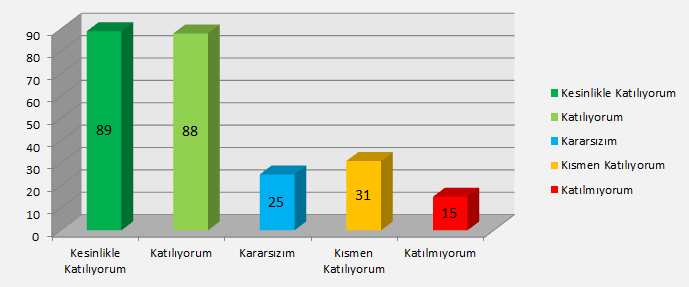 90
80
70
60
50
40
30
20
10
0
89
88
25
31
15
Kesinlikle
Katılıyorum
Katılıyorum
Kararsızım
Kısmen
Katılıyorum
Katılmıyorum
Kesinlikle Katılıyorum
Katılıyorum
Kararsızım
Kısmen Katılıyorum
Katılmıyorum